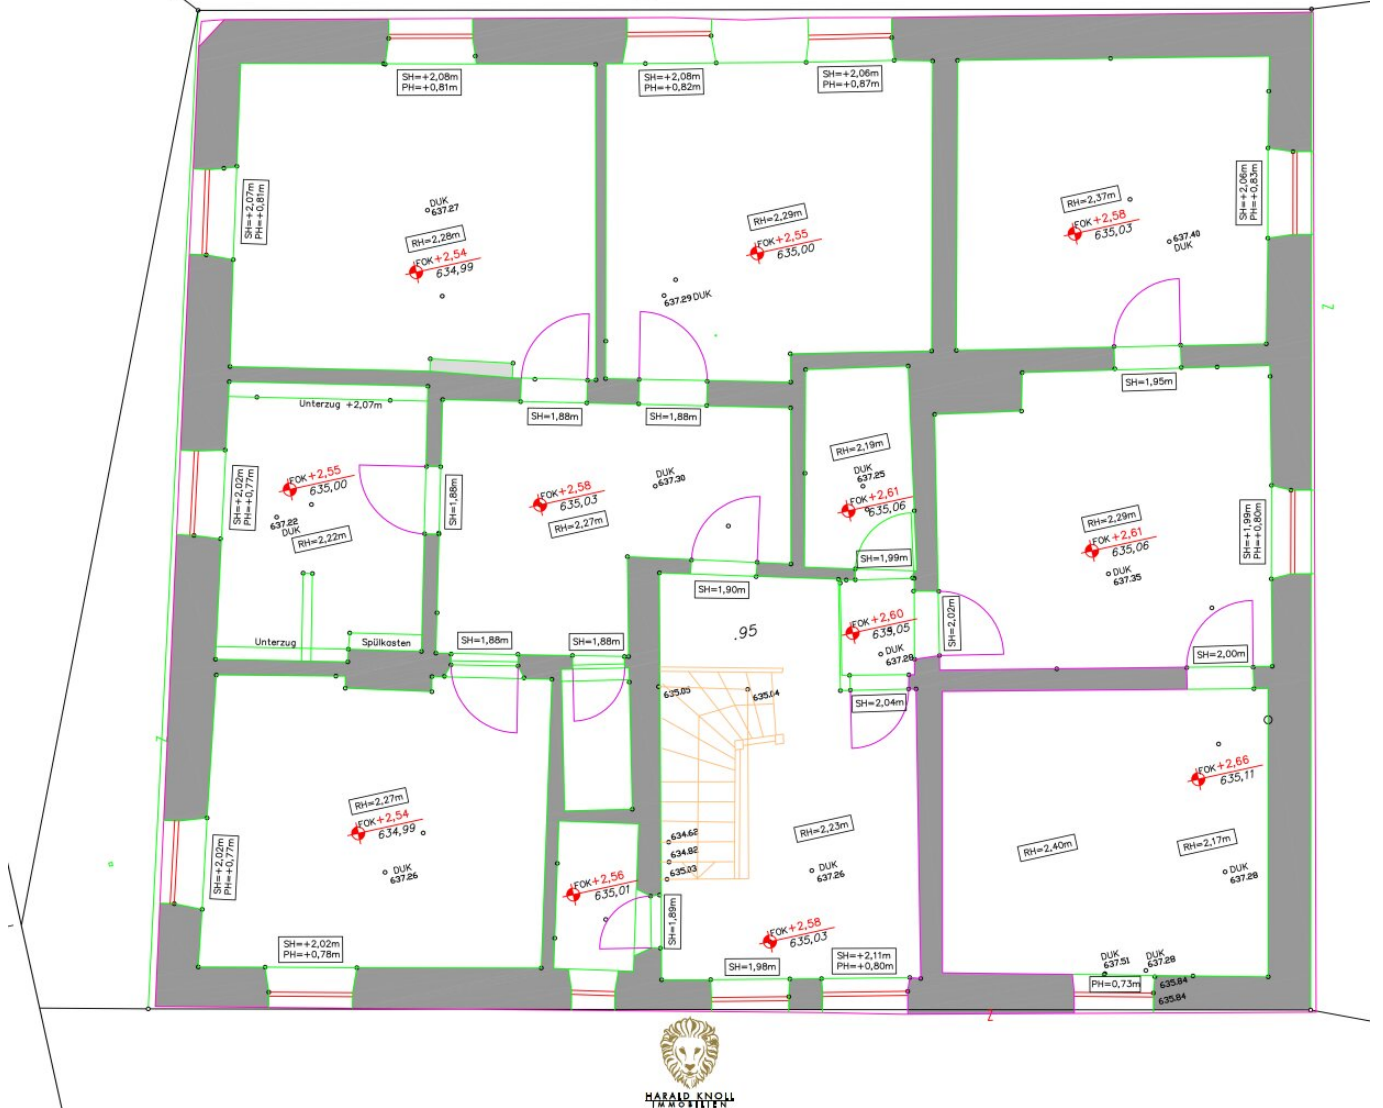 SH=+2,08m
PH=+0,81m
SH=+2,08m
PH=+0,82m
SH=+2,06m
PH=+0,87m
SH=+2,07m
PH=+0,81m
DUK
637.27
RH=2,28m
FOK+2,54
634,99
RH=2,29m
FOK+2,55
635,00
637.29 DUK
RH=2,37m
FOK+2,58
635,03
637.40
DUK
SH=+2,06m
PH=+0,83m
SH=1,95m
Unterzug +2,07m
SH=1,88m
SH=1,88m
FOK+2,55
635,00
SH=+2,02m
PH=+0,77m
637.22
DUK
RH=2,22m
SH=1,88m
FOK+2,58
635,03
RH=2,27m
DUK
637.30
RH=2,19m
DUK
637.25
FOK+2,61
635,06
SH=1,99m
RH=2,29m
FOK+2,61
635,06
DUK
637.35
SH=+1,99m
PH=+0,80m
SH=1,90m
.95
FOK+2,60
635,05
DUK
637.28
SH=2,02m
SH=2,00m
Unterzug
Spülkosten
SH=1,88m
SH=1,88m
635.05
635.04
SH=2,04m
RH=2,27m
FOK+2,54
634,99
DUK
637.26
SH=+2,02m
PH=+0,77m
634.62
634.82
635.03
RH=2,23m
DUK
637.26
FOK+2,66
635,11
RH=2,40m
RH=2,17m
DUK
637.28
FOK+2,56
635,01
SH=1,89m
FOK+2,58
635,03
SH=+2,02m
PH=+0,78m
SH=1,98m
SH=+2,11m
PH=+0,80m
DUK
637.51
DUK
637.28
PH=0,73m
635.84
635.84
HARALD KNOLL
IMMOBILIEN